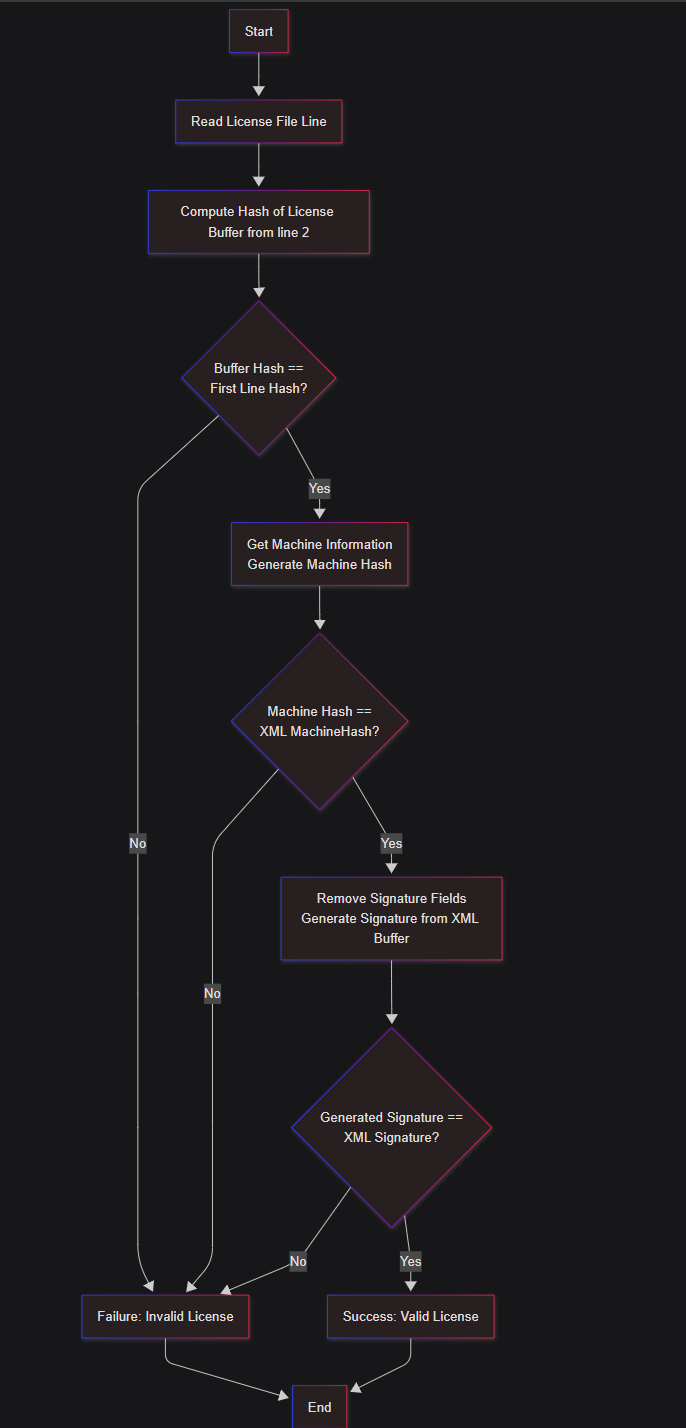 Start
Read License File Line
Compute Hash of License
Buffer from line 2
Buffer Hash ==
First Line Hash?
Yes
Get Machine Information
Generate Machine Hash
Machine Hash ==
XML MachineHash?
No
Yes
Remove Signature Fields
Generate Signature from XML
Buffer
No
Generated Signature ==
XML Signature?
No
Yes
Failure: Invalid License
Success: Valid License
End